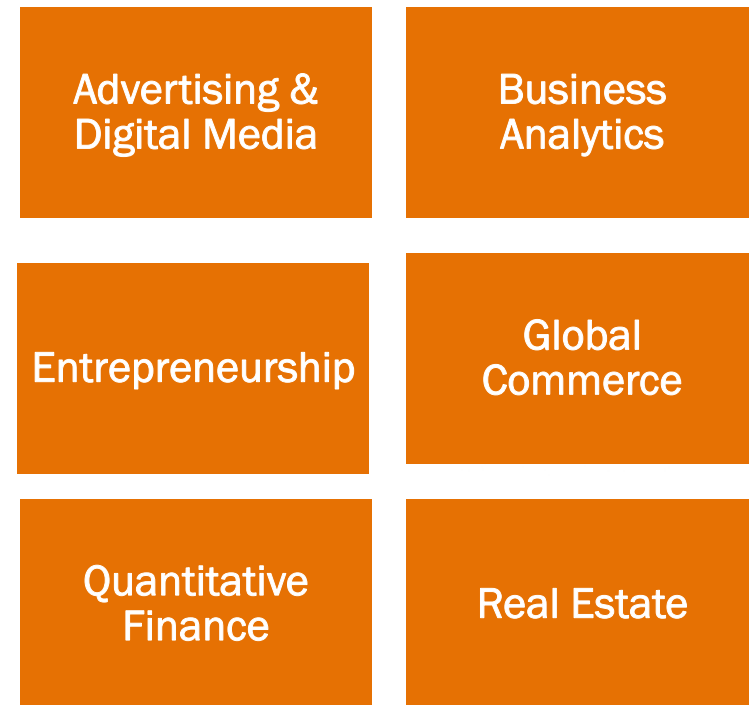 Advertising &
Digital Media
Business
Analytics
Entrepreneurship
Global
Commerce
Quantitative
Finance
Real Estate